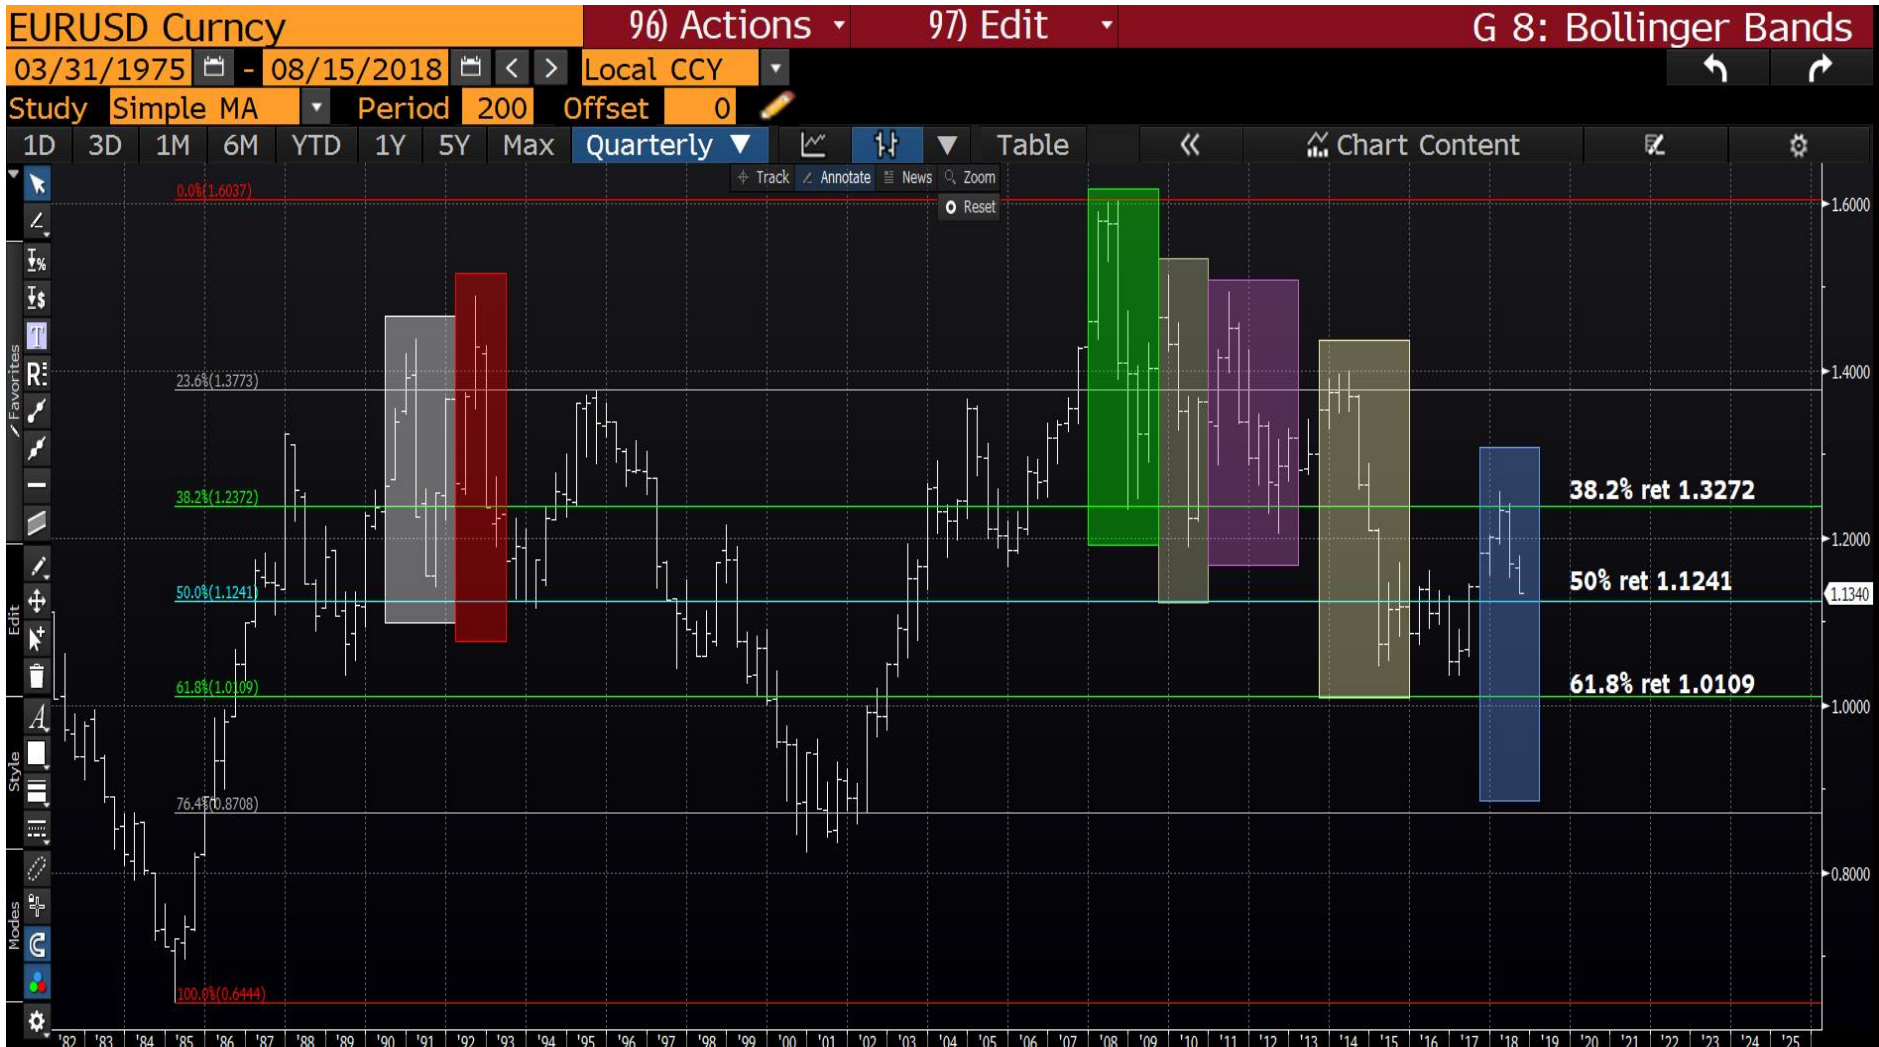 EURUSD Curncy 96) Actions 97) Edit G 8: Bollinger Bands
03/31/1975 - 08/15/2018 < > Local CCY
Study Simple MA Period 200 Offset 0
1D 3D 1M 6M YTD 1Y 5Y Max Quarterly Table « Chart Content
Track Annotate News Zoom
Reset
0.0%(1.6037)
1.6000
23.6%(1.3773)
1.4000
38.2%(1.2372)
38.2% ret 1.3272
1.2000
50.0%(1.1241)
50% ret 1.1241
1.1340
61.8%(1.0109)
61.8% ret 1.0109
1.0000
76.4%(0.8708)
0.8000
100.0%(0.6444)
Favorites
Edit
Style
Modes
%
$
T
R
A
'82 '83 '84 '85 '86 '87 '88 '89 '90 '91 '92 '93 '94 '95 '96 '97 '98 '99 '00 '01 '02 '03 '04 '05 '06 '07 '08 '09 '10 '11 '12 '13 '14 '15 '16 '17 '18 '19 '20 '21 '22 '23 '24 '25